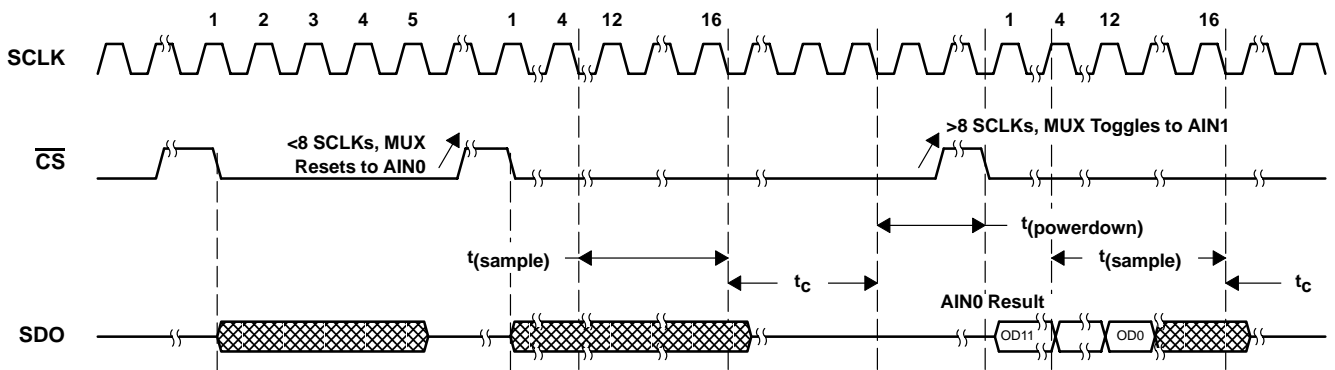 1 2 3 4 5 1 4 12 16 1 4 12 16
SCLK
>8 SCLKs, MUX Toggles to AIN1
<8 SCLKs, MUX
Resets to AIN0
CS
t(powerdown)
t(sample) t(sample)
tc tc
AIN0 Result
SDO OD11 OD0